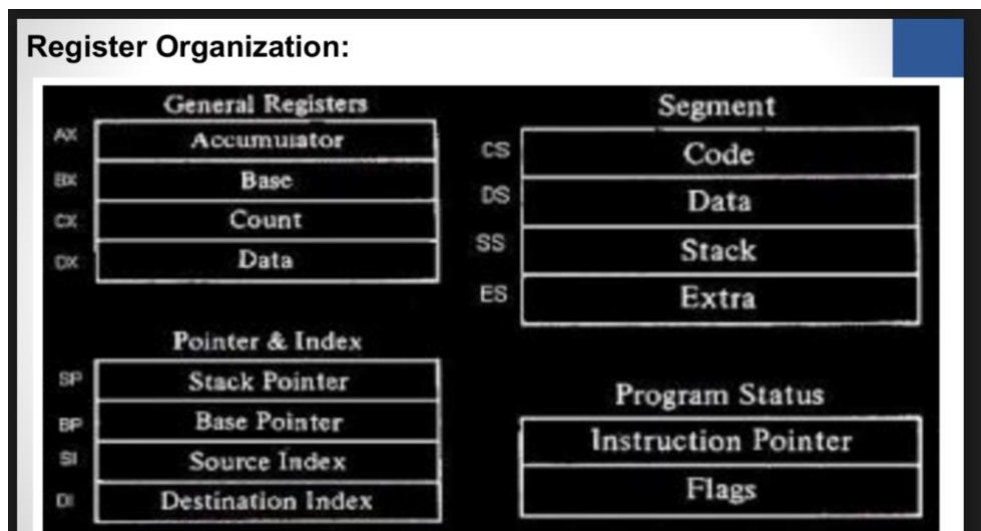 Register Organization:
General Registers
AX Accumulator
BX Base
CX Count
DX Data
Pointer & Index
SP Stack Pointer
BP Base Pointer
SI Source Index
DI Destination Index
Segment
CS Code
DS Data
SS Stack
ES Extra
Program Status
Instruction Pointer
Flags